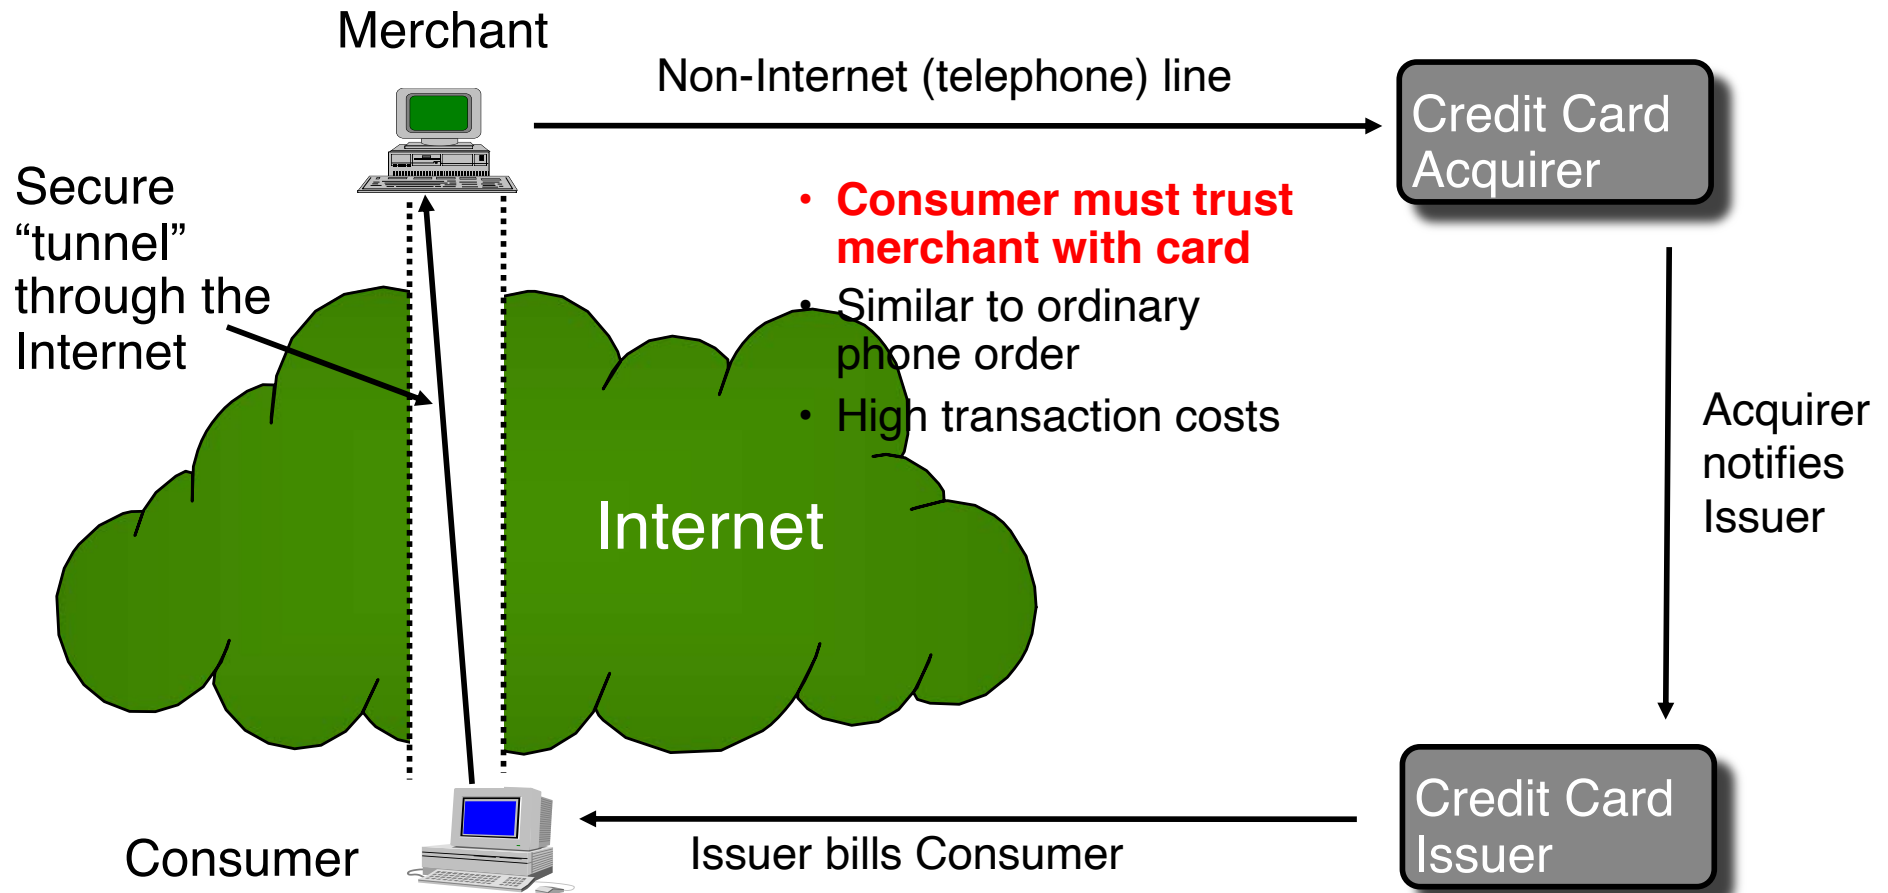 Merchant
Non-Internet (telephone) line
Credit Card
Acquirer
Secure
“tunnel”
through the
Internet
• Consumer must trust
merchant with card
• Similar to ordinary
phone order
• High transaction costs
Acquirer
notifies
Issuer
Internet
Consumer
Issuer bills Consumer
Credit Card
Issuer